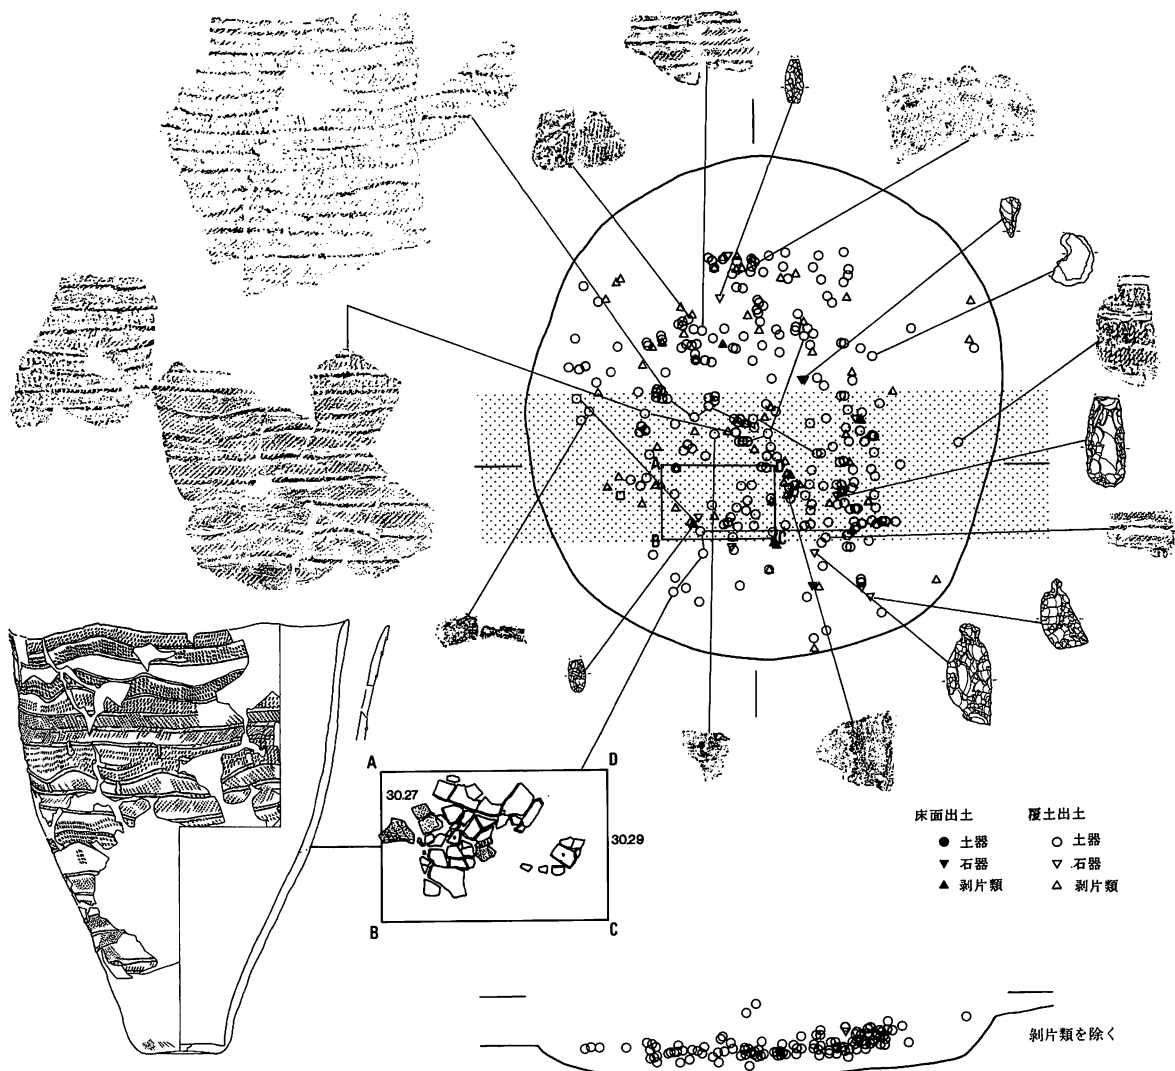 A
D
B
C
A
D
30.27
30.29
B
C
床面出土 覆土出土
● 土器 ○ 土器
▼ 石器 ▽ 石器
▲ 剥片類 △ 剥片類
剥片類を除く